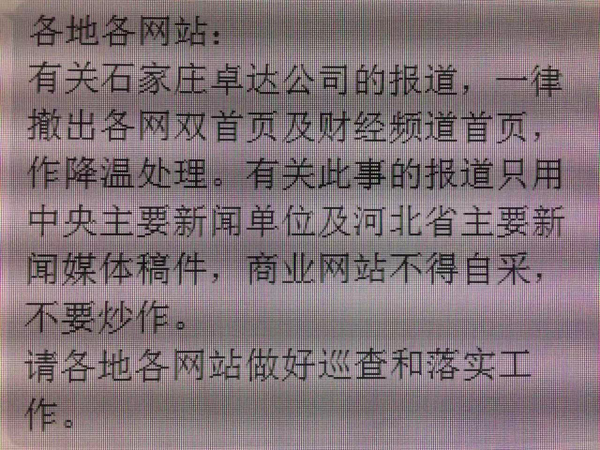 各地各网站：
有关石家庄卓达公司的报道，一律
撤出各网双首页及财经频道首页，
作降温处理。有关此事的报道只用
中央主要新闻单位及河北省主要新
闻媒体稿件，商业网站不得自采，
不要炒作。
请各地各网站做好巡查和落实工
作。